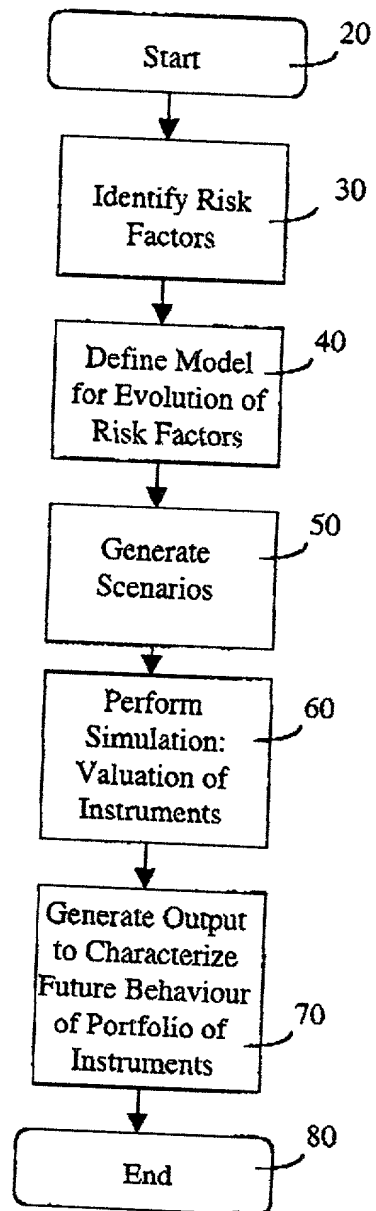 Start
20
Identify Risk
Factors
30
Define Model
for Evolution of
Risk Factors
40
Generate
Scenarios
50
Perform
Simulation:
Valuation of
Instruments
60
Generate Output
to Characterize
Future Behaviour
of Portfolio of
Instruments
70
End
80